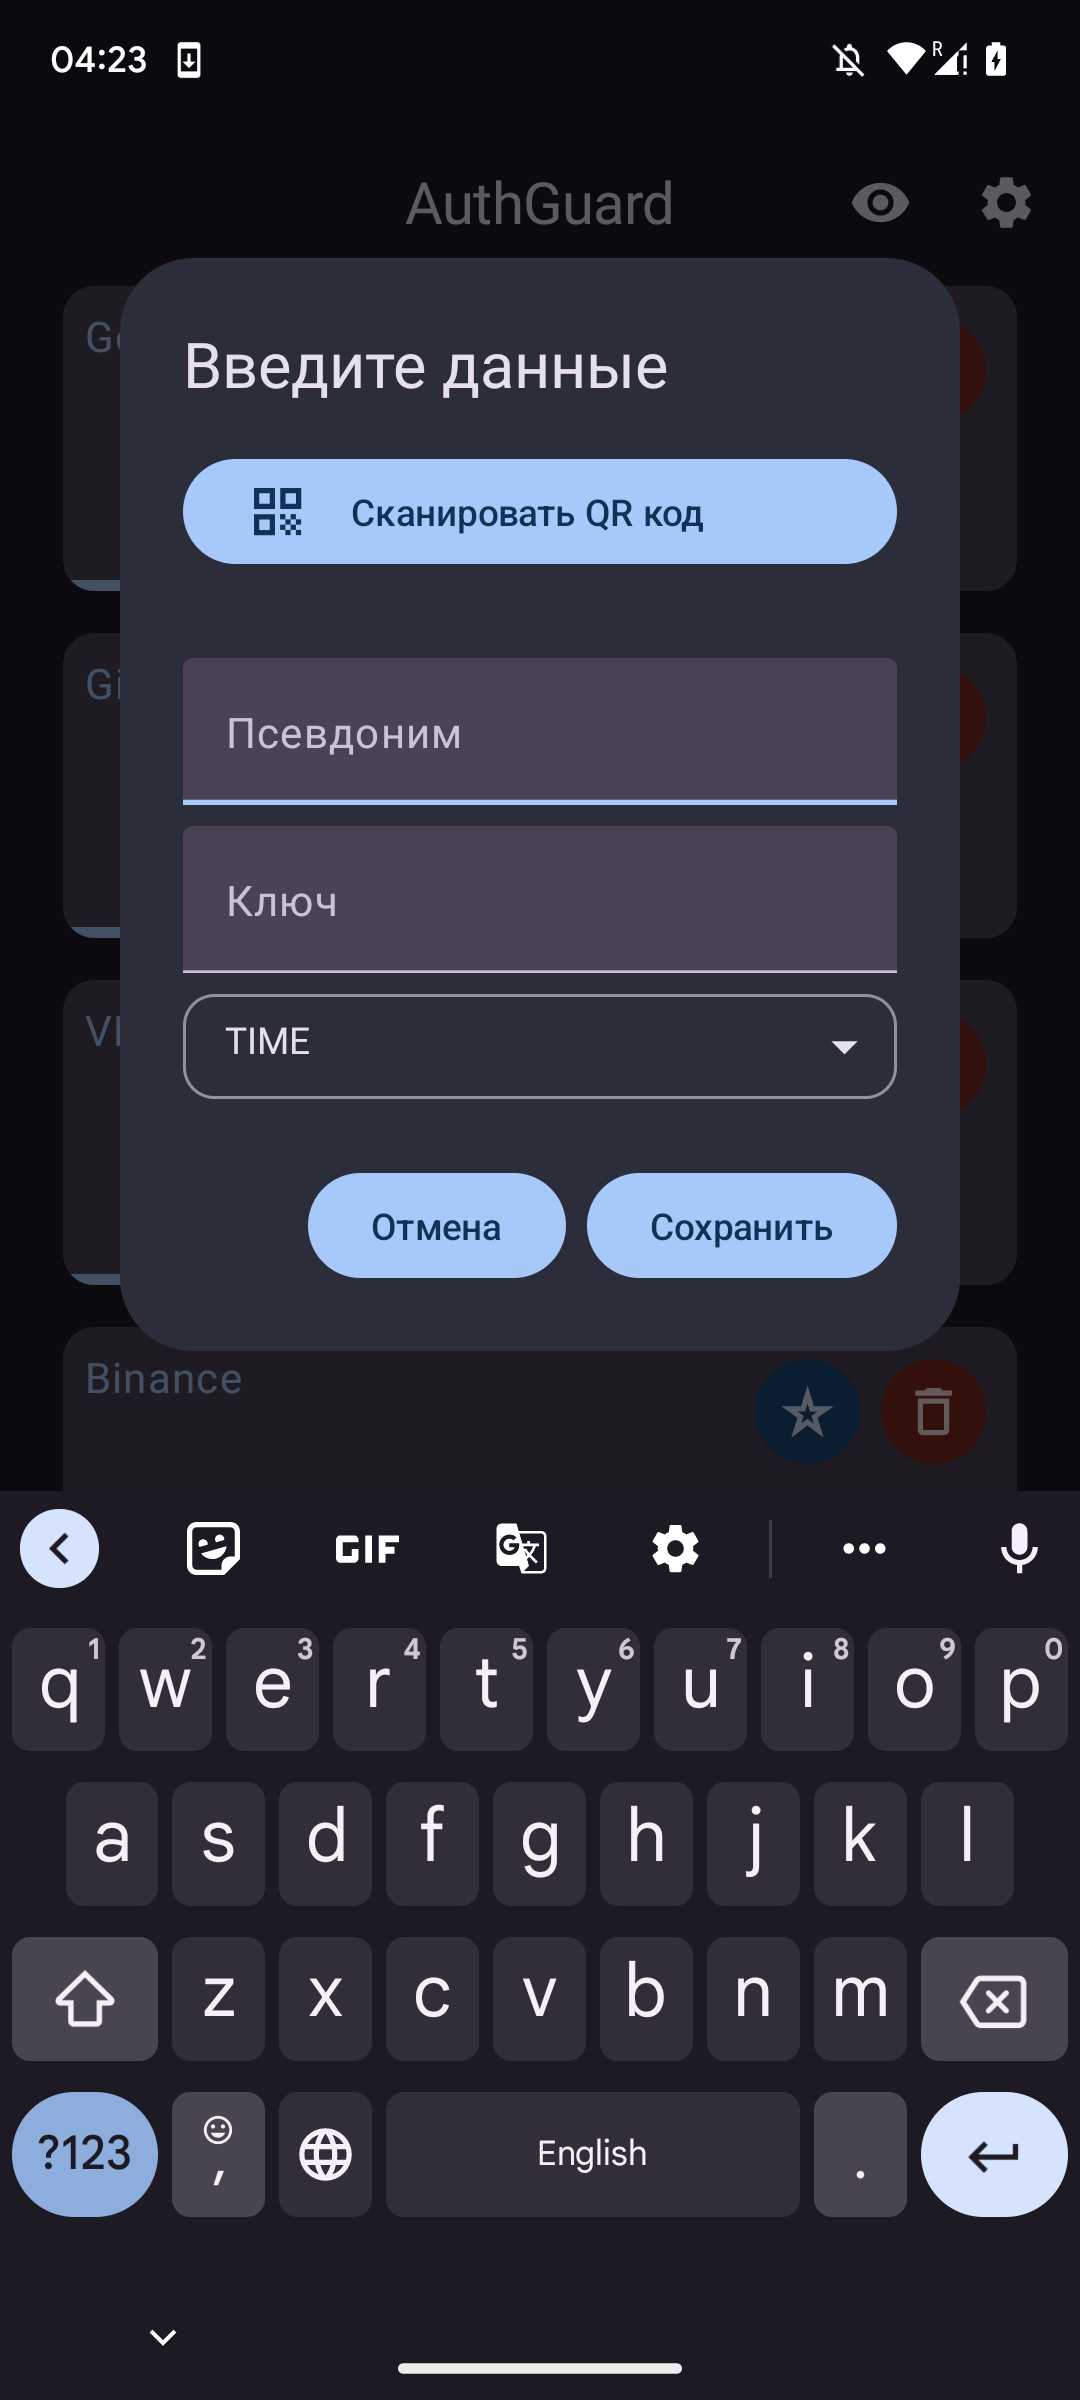 04:23
R
AuthGuard
Введите данные
Сканировать QR код
Псевдоним
Ключ
TIME
Отмена
Сохранить
Binance
GIF
G 文
1 2 3 4 5 6 7 8 9 0
q w e r t y u i o p
a s d f g h j k l
z x c v b n m
?123 , English .